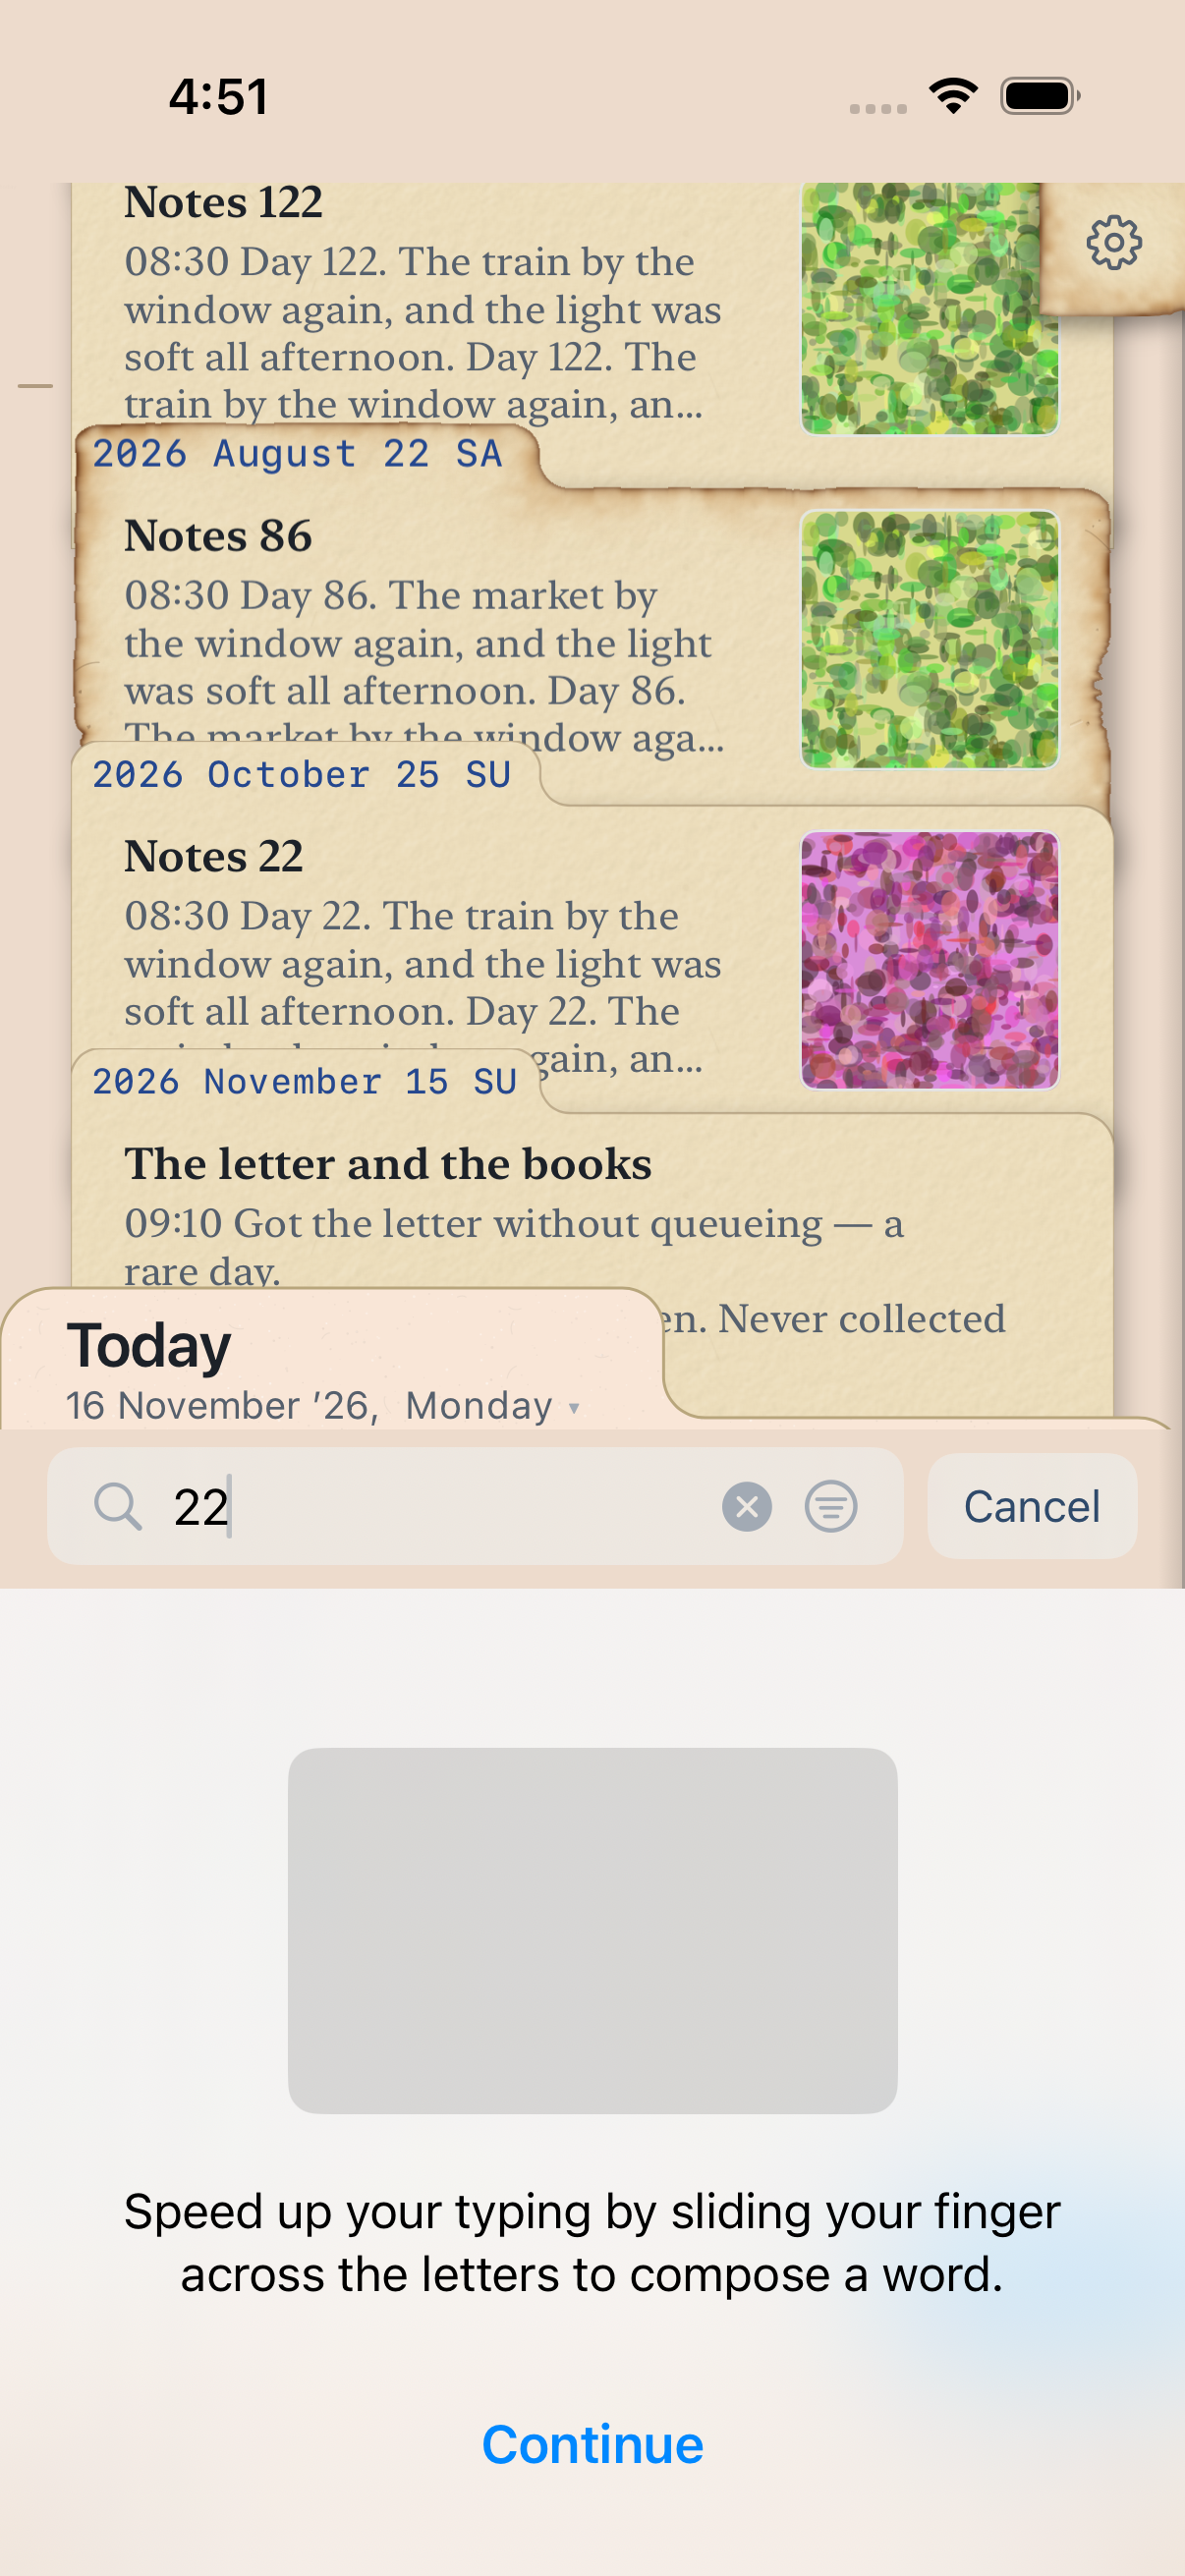 4:51
Notes 122
08:30 Day 122. The train by the
window again, and the light was
soft all afternoon. Day 122. The
train by the window again, an...
2026 August 22 SA
Notes 86
08:30 Day 86. The market by
the window again, and the light
was soft all afternoon. Day 86.
The market by the window aga...
2026 October 25 SU
Notes 22
08:30 Day 22. The train by the
window again, and the light was
soft all afternoon. Day 22. The
gain, an...
2026 November 15 SU
The letter and the books
09:10 Got the letter without queueing — a
rare day.
en. Never collected
Today
16 November ’26, Monday ▾
22
Cancel
Speed up your typing by sliding your finger
across the letters to compose a word.
Continue